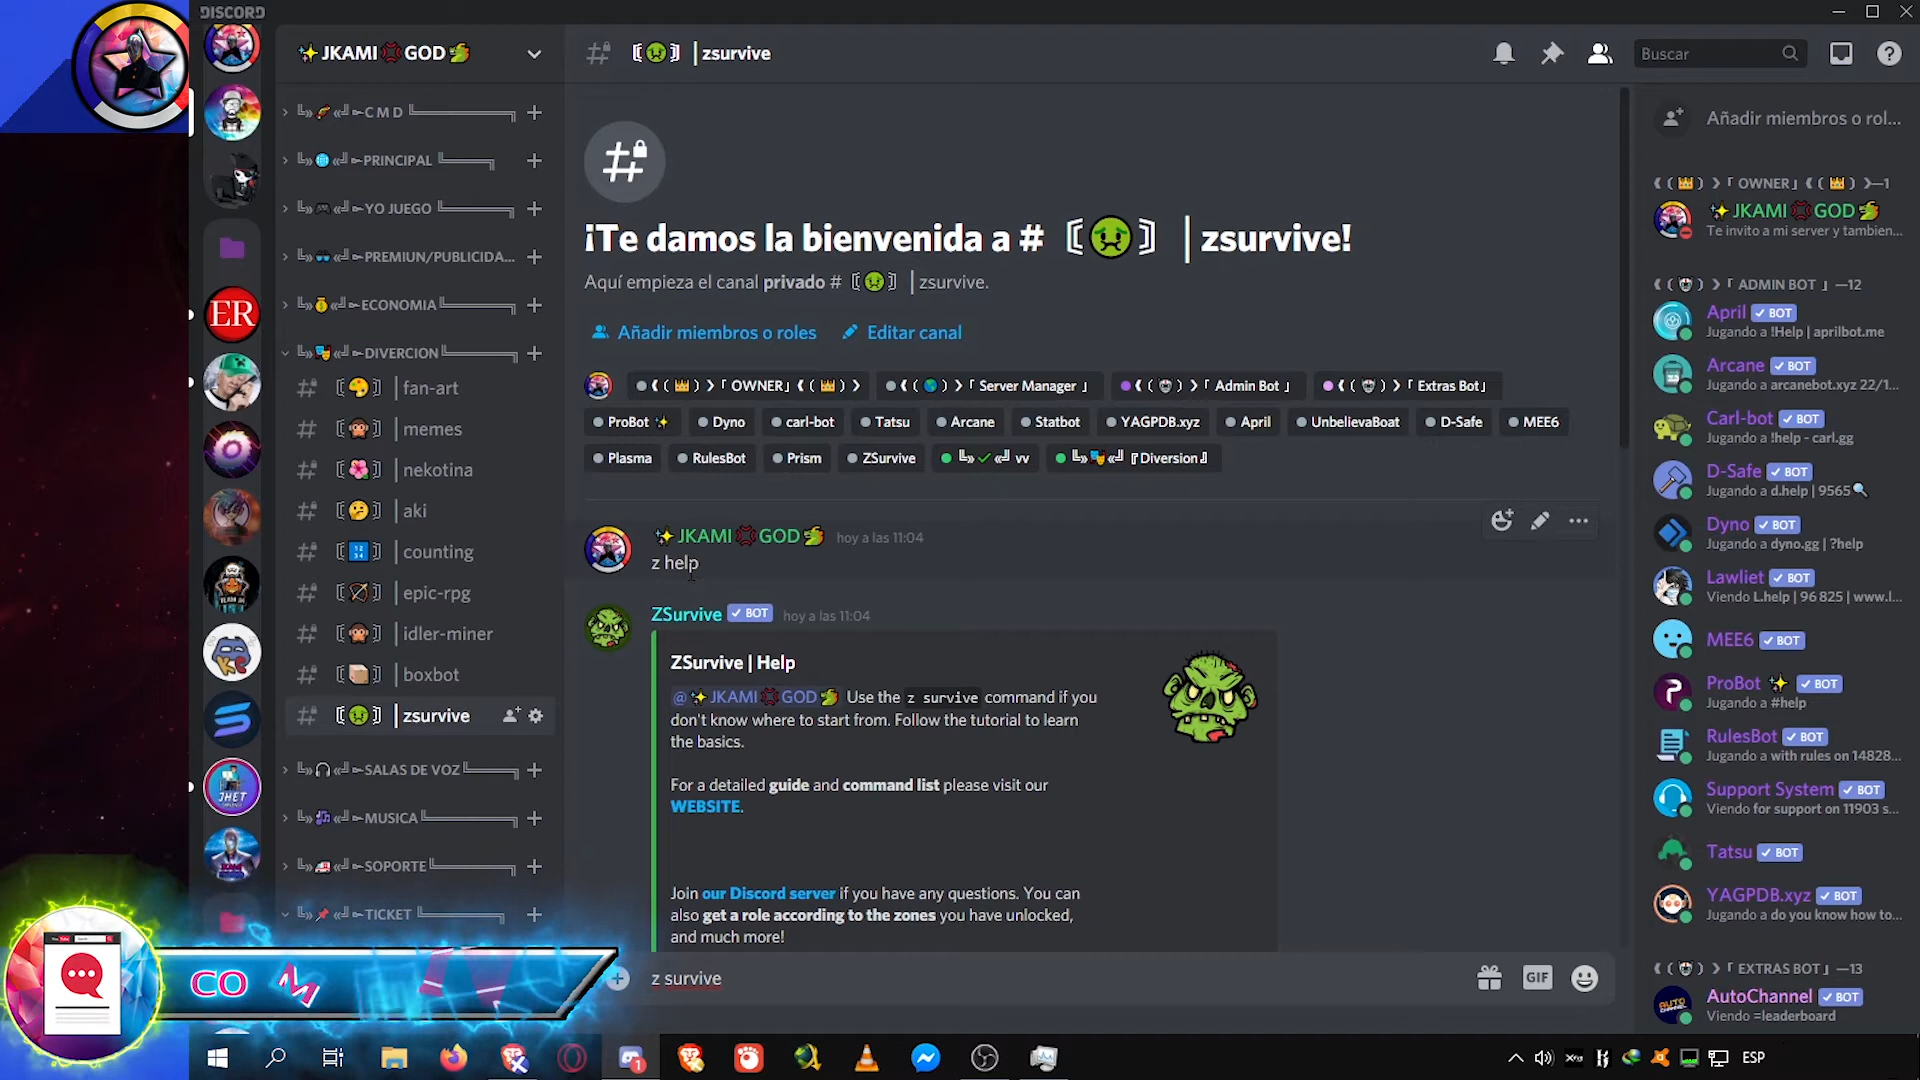 DISCORD
✨JKAMI💢GOD🐲
C M D
PRINCIPAL
YO JUEGO
PREMIUN/PUBLICIDA...
ECONOMIA
DIVERCION
fan-art
memes
nekotina
aki
counting
epic-rpg
idler-miner
boxbot
zsurvive
SALAS DE VOZ
MUSICA
SOPORTE
TICKET
ER
JHET
〘🤢〙 | zsurvive
Buscar
¡Te damos la bienvenida a # 〘🤢〙 | zsurvive!
Aquí empieza el canal privado # 〘🤢〙 | zsurvive.
Añadir miembros o roles
Editar canal
❰(👑)❱「OWNER」❰(👑)❱
❰(🌎)❱「Server Manager」
❰(💀)❱「Admin Bot」
❰(💀)❱「Extras Bot」
ProBot ✨
Dyno
carl-bot
Tatsu
Arcane
Statbot
YAGPDB.xyz
April
UnbelievaBoat
D-Safe
MEE6
Plasma
RulesBot
Prism
ZSurvive
╚»✓«╝ vv
╚»🎭«╝『Diversion』
✨JKAMI💢GOD🐲 hoy a las 11:04
z help
ZSurvive ✓ BOT hoy a las 11:04
ZSurvive | Help
@✨JKAMI💢GOD🐲 Use the z survive command if you
don't know where to start from. Follow the tutorial to learn
the basics.
For a detailed guide and command list please visit our
WEBSITE.
Join our Discord server if you have any questions. You can
also get a role according to the zones you have unlocked,
and much more!
z survive
GIF
Añadir miembros o rol...
❰(👑)❱「OWNER」❰(👑)❱—1
✨JKAMI💢GOD🐲
Te invito a mi server y tambien...
❰(💀)❱「ADMIN BOT」—12
April ✓ BOT
Jugando a !Help | aprilbot.me
Arcane ✓ BOT
Jugando a arcanebot.xyz 22/1...
Carl-bot ✓ BOT
Jugando a !help - carl.gg
D-Safe ✓ BOT
Jugando a d.help | 9565🔍
Dyno ✓ BOT
Jugando a dyno.gg | ?help
Lawliet ✓ BOT
Viendo L.help | 96 825 | www.l...
MEE6 ✓ BOT
ProBot ✨ ✓ BOT
Jugando a #help
RulesBot ✓ BOT
Jugando a with rules on 14828...
Support System ✓ BOT
Viendo for support on 11903 s...
Tatsu ✓ BOT
YAGPDB.xyz ✓ BOT
Jugando a do you know how to...
❰(💀)❱「EXTRAS BOT」—13
AutoChannel ✓ BOT
Viendo =leaderboard
CO M
1
ESP